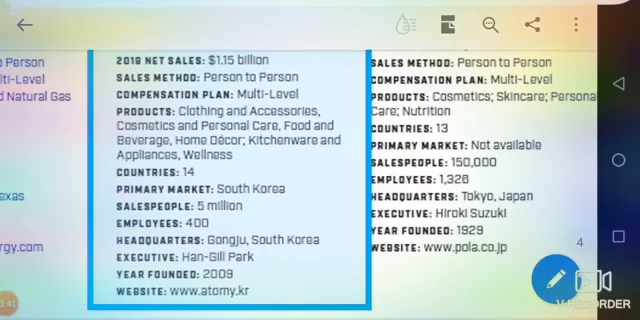 o Person
lti-Level
d Natural Gas
exas
rgy.com
2019 NET SALES: $1.15 billion
SALES METHOD: Person to Person
COMPENSATION PLAN: Multi-Level
PRODUCTS: Clothing and Accessories,
Cosmetics and Personal Care, Food and
Beverage, Home Décor; Kitchenware and
Appliances, Wellness
COUNTRIES: 14
PRIMARY MARKET: South Korea
SALESPEOPLE: 5 million
EMPLOYEES: 400
HEADQUARTERS: Gongju, South Korea
EXECUTIVE: Han-Gill Park
YEAR FOUNDED: 2009
WEBSITE: www.atomy.kr
SALES METHOD: Person to Person
COMPENSATION PLAN: Multi-Level
PRODUCTS: Cosmetics; Skincare; Personal
Care; Nutrition
COUNTRIES: 13
PRIMARY MARKET: Not available
SALESPEOPLE: 150,000
EMPLOYEES: 1,326
HEADQUARTERS: Tokyo, Japan
EXECUTIVE: Hiroki Suzuki
YEAR FOUNDED: 1929
WEBSITE: www.pola.co.jp
4
V RECORDER